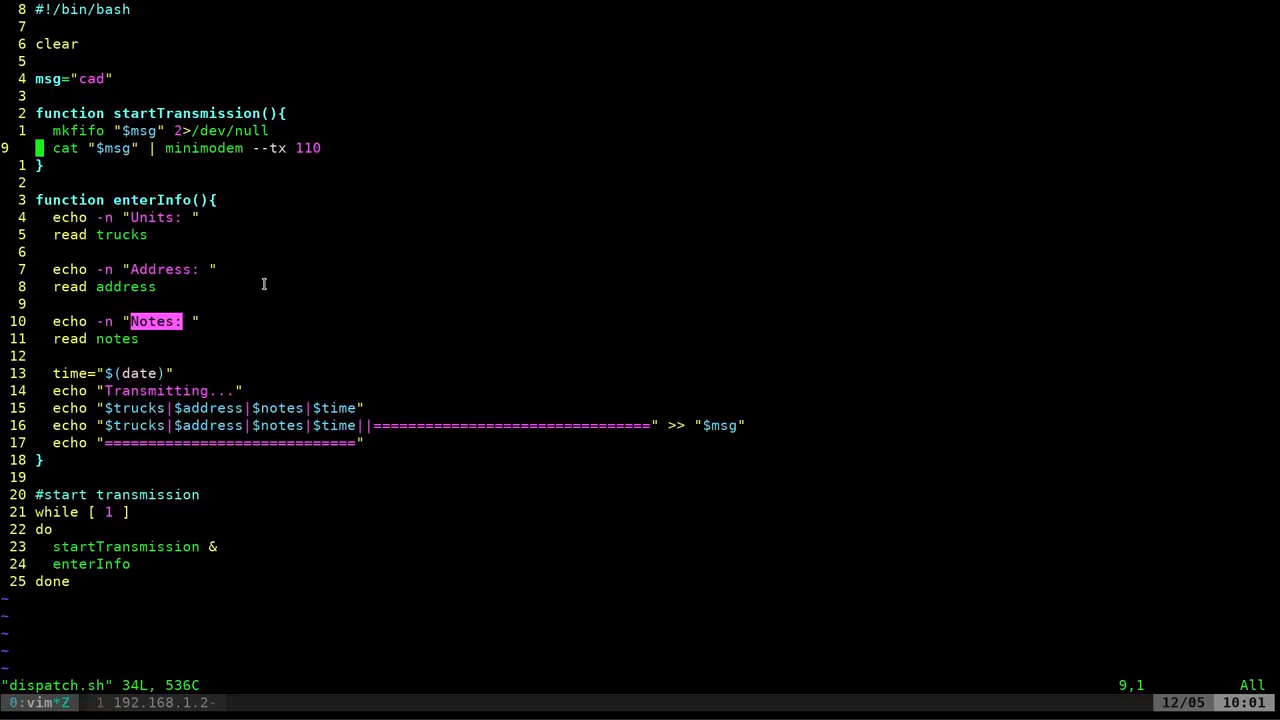 8 #!/bin/bash
7
6 clear
5
4 msg="cad"
3
2 function startTransmission(){
1   mkfifo "$msg" 2>/dev/null
9   cat "$msg" | minimodem --tx 110
1 }
2
3 function enterInfo(){
4   echo -n "Units: "
5   read trucks
6
7   echo -n "Address: "
8   read address
9
10   echo -n "Notes: "
11   read notes
12
13   time="$(date)"
14   echo "Transmitting..."
15   echo "$trucks|$address|$notes|$time"
16   echo "$trucks|$address|$notes|$time||================================" >> "$msg"
17   echo "============================="
18 }
19
20 #start transmission
21 while [ 1 ]
22 do
23   startTransmission &
24   enterInfo
25 done
~
~
~
~
~
"dispatch.sh" 34L, 536C 9,1 All
0:vim*Z 1 192.168.1.2- 12/05 10:01